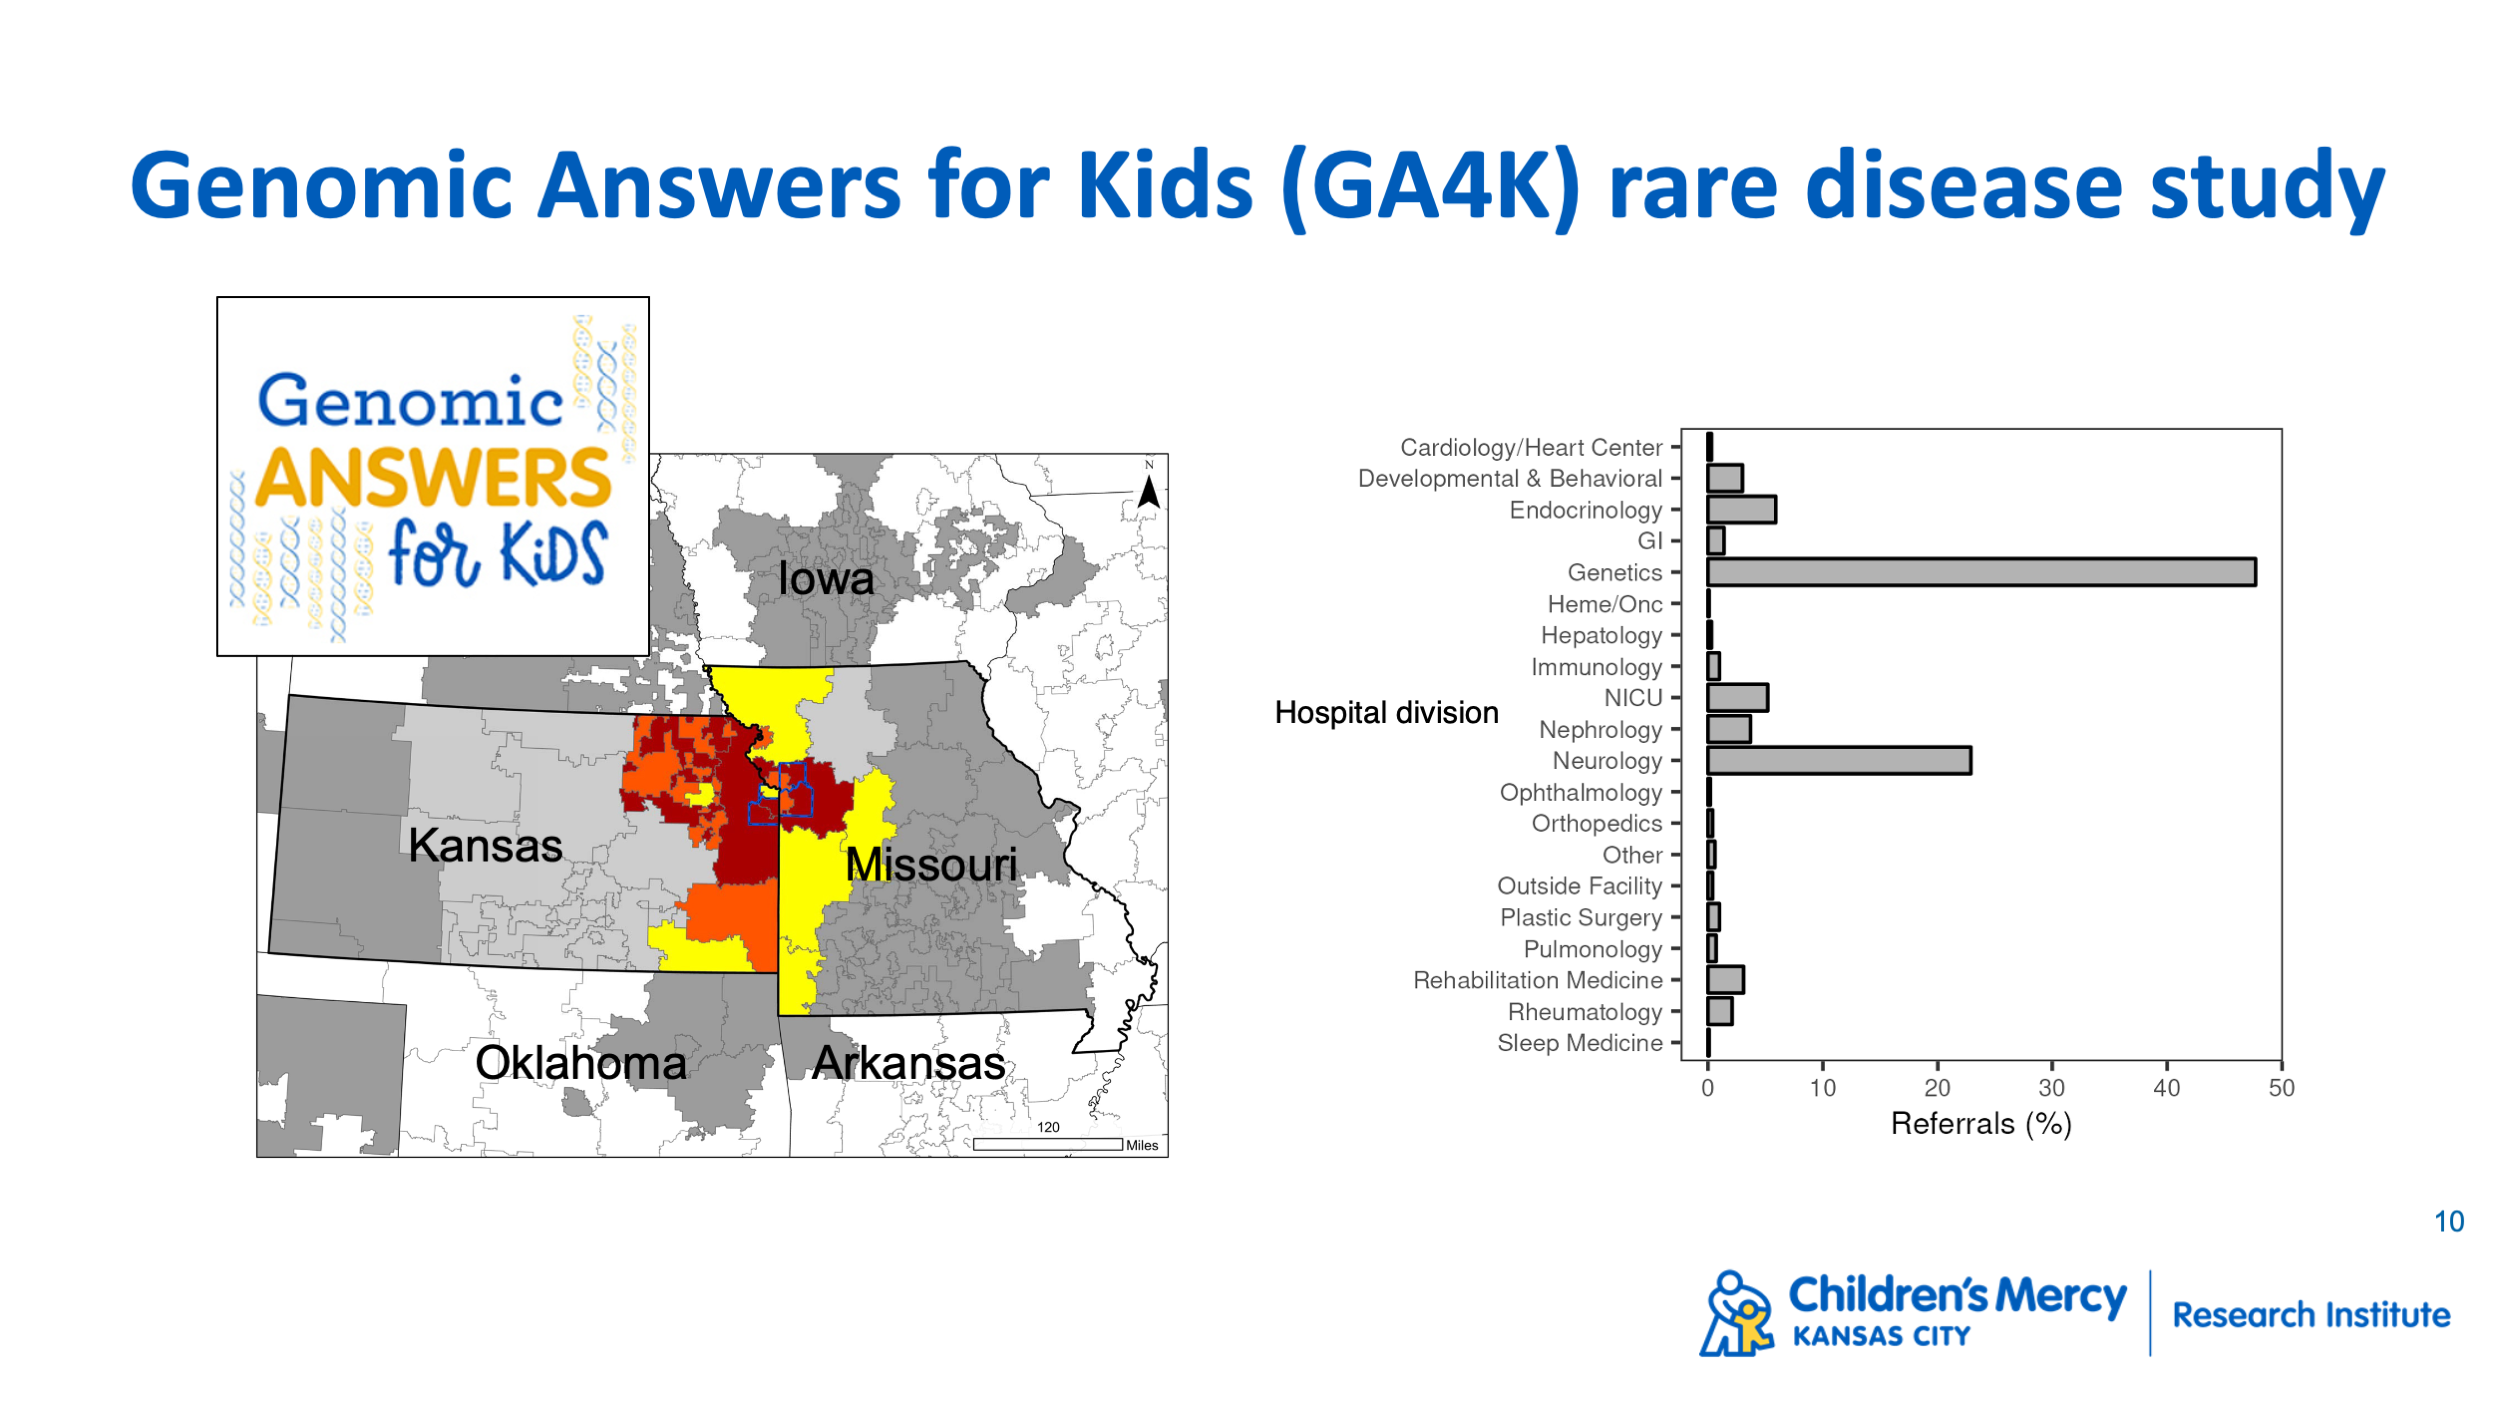 Genomic Answers for Kids (GA4K) rare disease study
Genomic
ANSWERS
for KiDS
N
Iowa
Kansas
Missouri
Oklahoma
Arkansas
120
Miles
Hospital division
Cardiology/Heart Center
Developmental & Behavioral
Endocrinology
GI
Genetics
Heme/Onc
Hepatology
Immunology
NICU
Nephrology
Neurology
Ophthalmology
Orthopedics
Other
Outside Facility
Plastic Surgery
Pulmonology
Rehabilitation Medicine
Rheumatology
Sleep Medicine
0 10 20 30 40 50
Referrals (%)
10
Children's Mercy
KANSAS CITY
Research Institute